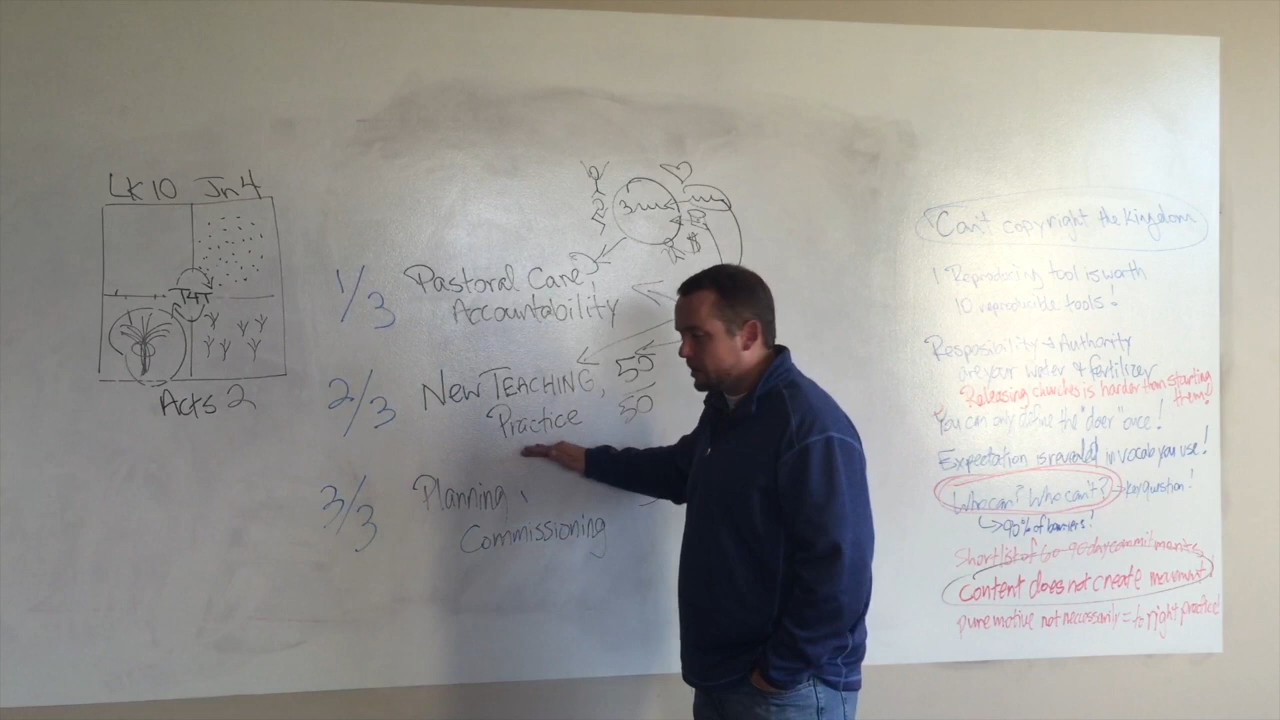 Lk 10 Jn 4
T4T
Acts 2
1/3
Pastoral Care,
Accountability
2/3
New TEACHING,
Practice
3/3
Planning,
Commissioning
$
55
50
Can't copyright the Kingdom
1 Reproducing tool is worth
10 reproducible tools!
Resposibility + Authority
are your water + fertilizer
Releasing churches is harder than starting
them!
You can only define the "doer" once!
Expectation is revealed in vocab you use!
Who can? Who can't? → key question!
↳ 90% of barriers!
Short list of 60-90 day commitments
Content does not create movement
pure motive not necessarily = to right practice!